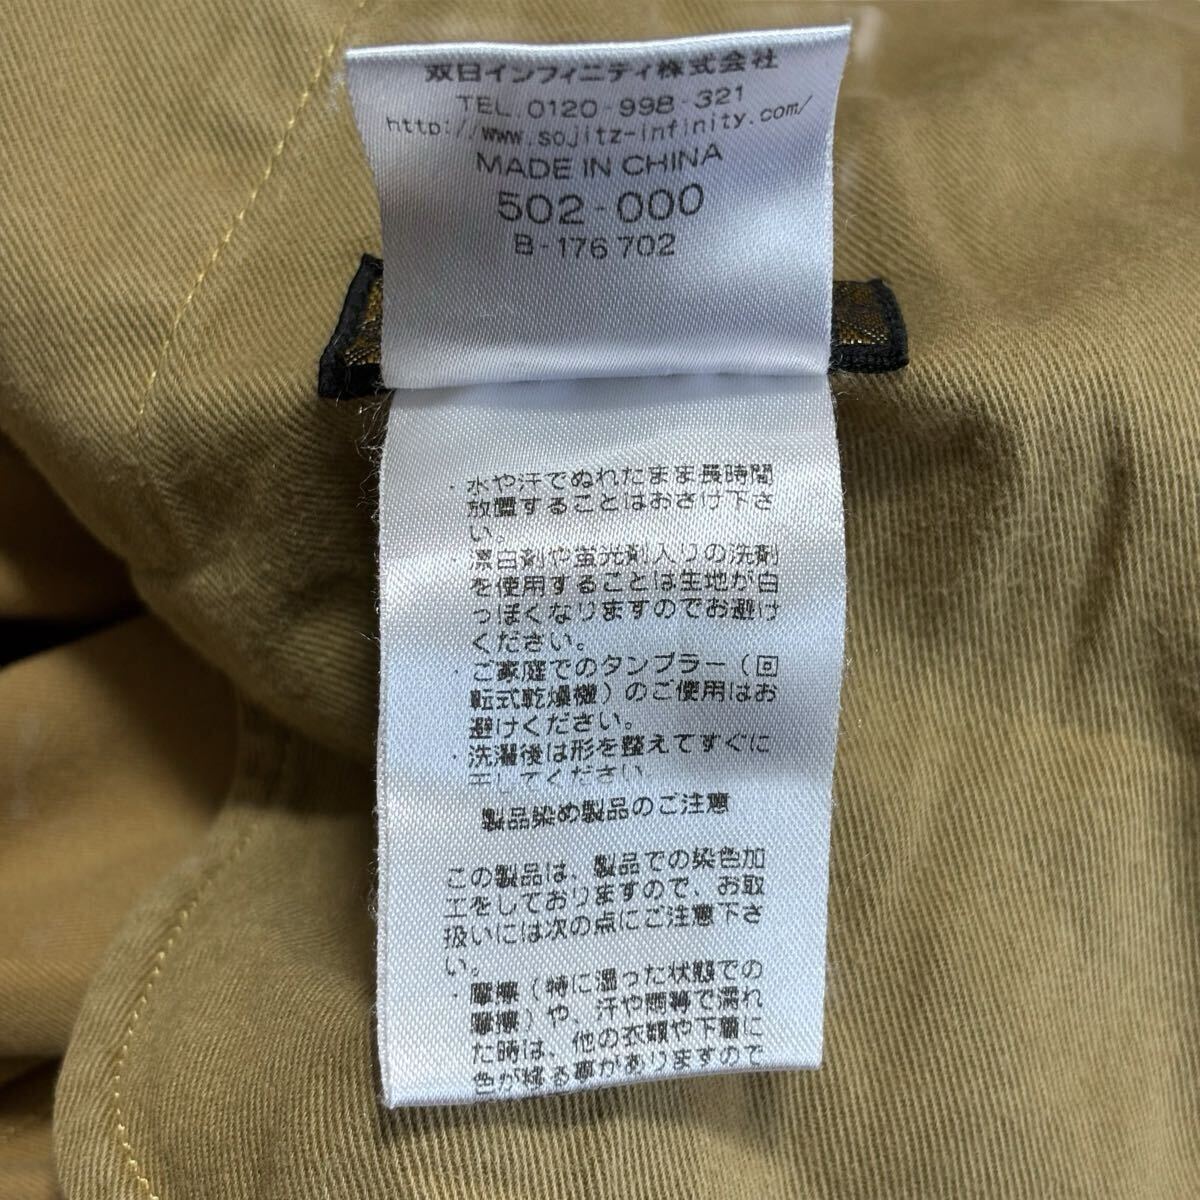 双日インフィニティ株式会社
TEL.0120-998-321
http://www.sojitz-infinity.com/
MADE IN CHINA
502-000
B-176702
・水や汗でぬれたまま長時間
放置することはおさけ下さ
い。
・漂白剤や蛍光剤入りの洗剤
を使用することは生地が白
っぽくなりますのでお避け
ください。
・ご家庭でのタンブラー（回
転式乾燥機）のご使用はお
避けください。
・洗濯後は形を整えてすぐに
干してください。
製品染め製品のご注意
この製品は、製品での染色加
工をしておりますので、お取
扱いには次の点にご注意下さ
い。
・摩擦（特に湿った状態での
摩擦）や、汗や雨等で濡れ
た時は、他の衣類や下着に
色が移る事がありますので